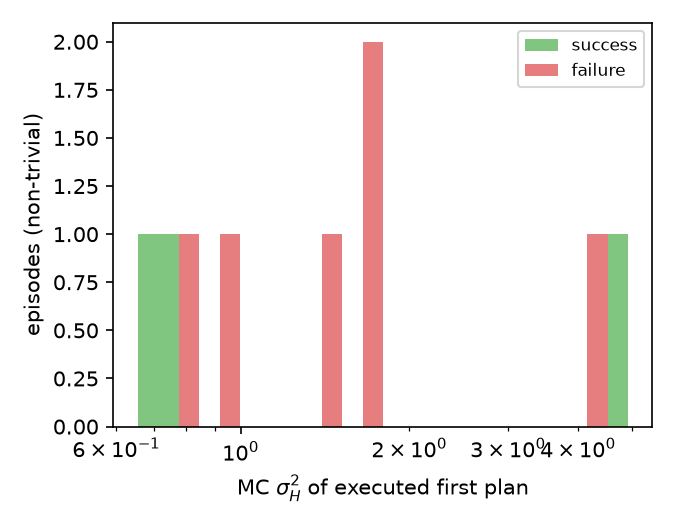 success
failure
2.00
1.75
1.50
1.25
1.00
0.75
0.50
0.25
0.00
episodes (non-trivial)
6 × 10⁻¹ 10⁰ 2 × 10⁰ 3 × 10⁰ 4 × 10⁰
MC σ²_H of executed first plan